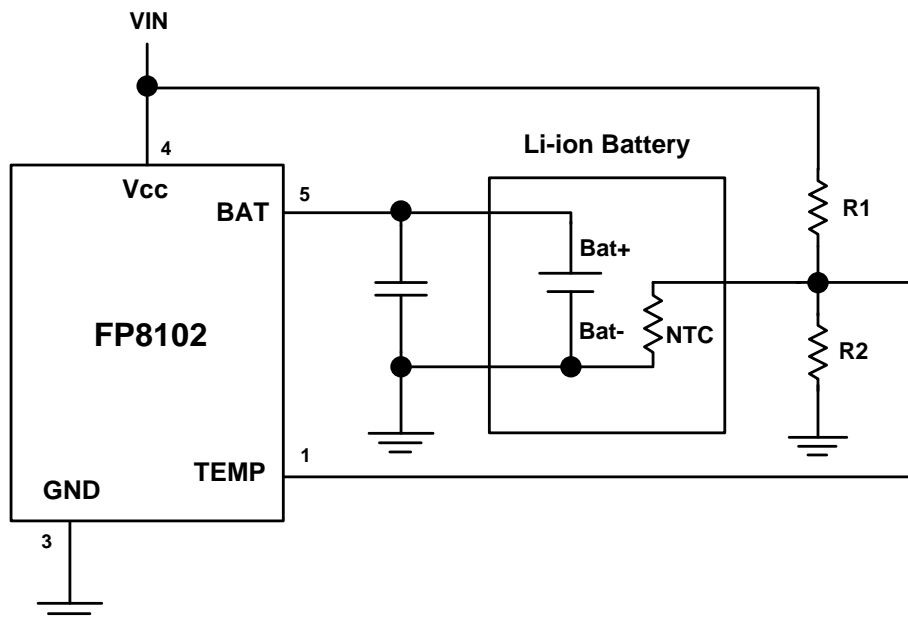 VIN
4
Li-ion Battery
Vcc
5
BAT
R1
Bat+
FP8102
Bat-
NTC
R2
1
TEMP
GND
3